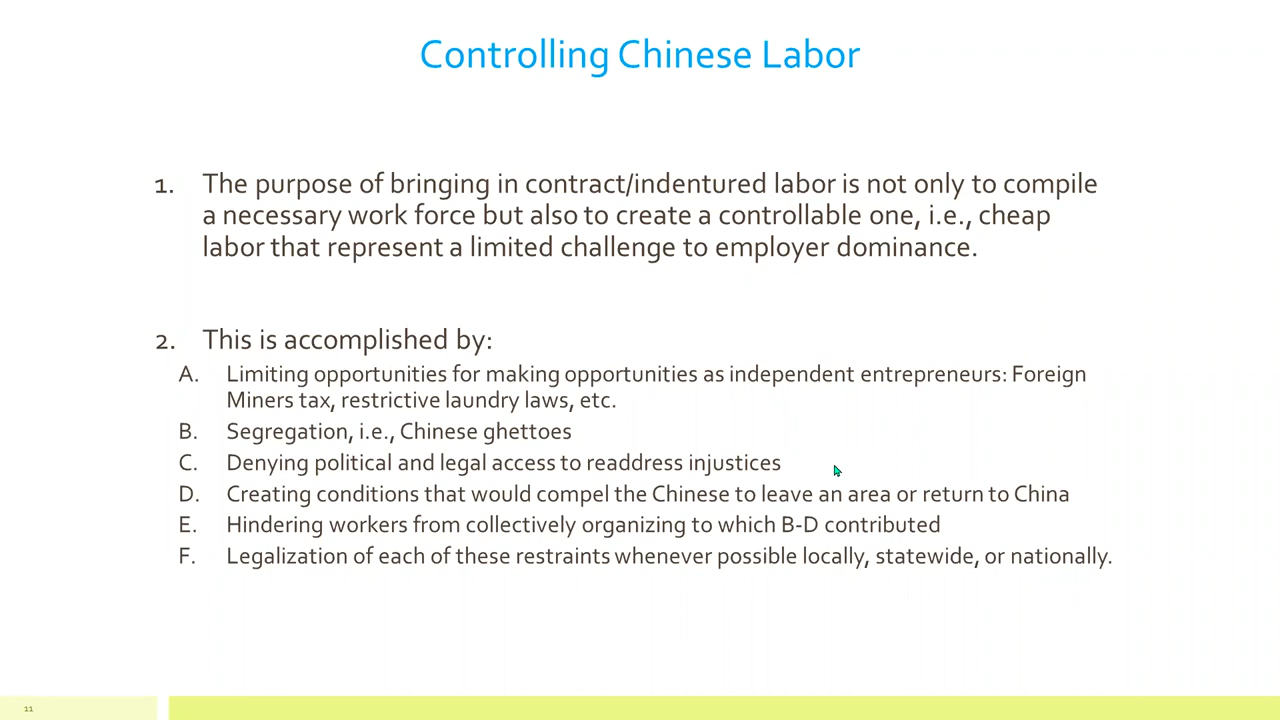 Controlling Chinese Labor
1. The purpose of bringing in contract/indentured labor is not only to compile
a necessary work force but also to create a controllable one, i.e., cheap
labor that represent a limited challenge to employer dominance.
2. This is accomplished by:
A. Limiting opportunities for making opportunities as independent entrepreneurs: Foreign
Miners tax, restrictive laundry laws, etc.
B. Segregation, i.e., Chinese ghettoes
C. Denying political and legal access to readdress injustices
D. Creating conditions that would compel the Chinese to leave an area or return to China
E. Hindering workers from collectively organizing to which B-D contributed
F. Legalization of each of these restraints whenever possible locally, statewide, or nationally.
11